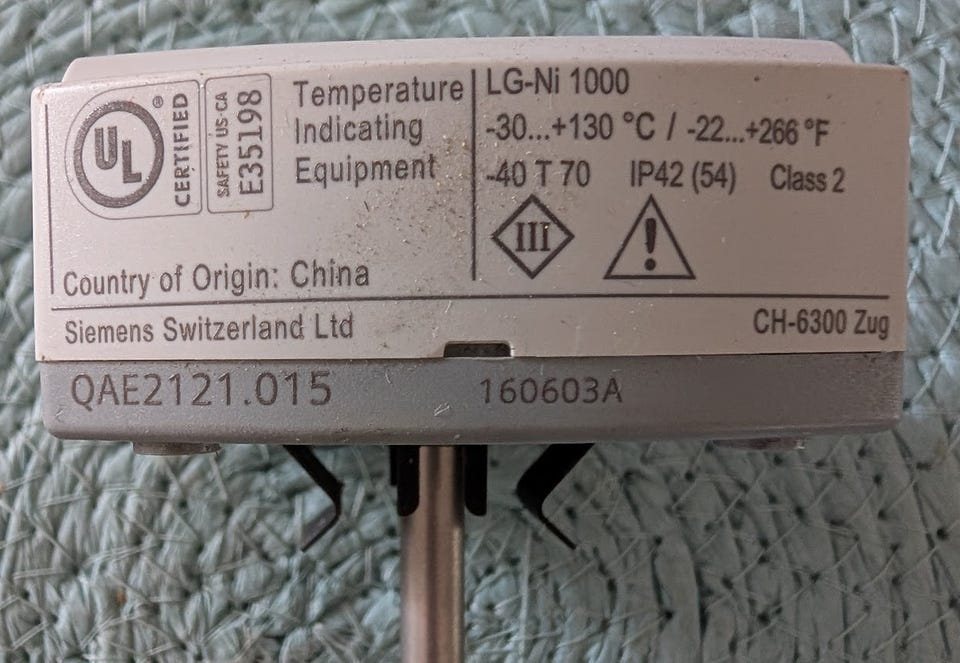 UL ®
CERTIFIED
SAFETY US-CA
E35198
Temperature
Indicating
Equipment
Country of Origin: China
LG-Ni 1000
-30...+130 °C / -22...+266 °F
-40 T 70 IP42 (54) Class 2
III !
Siemens Switzerland Ltd CH-6300 Zug
QAE2121.015 160603A